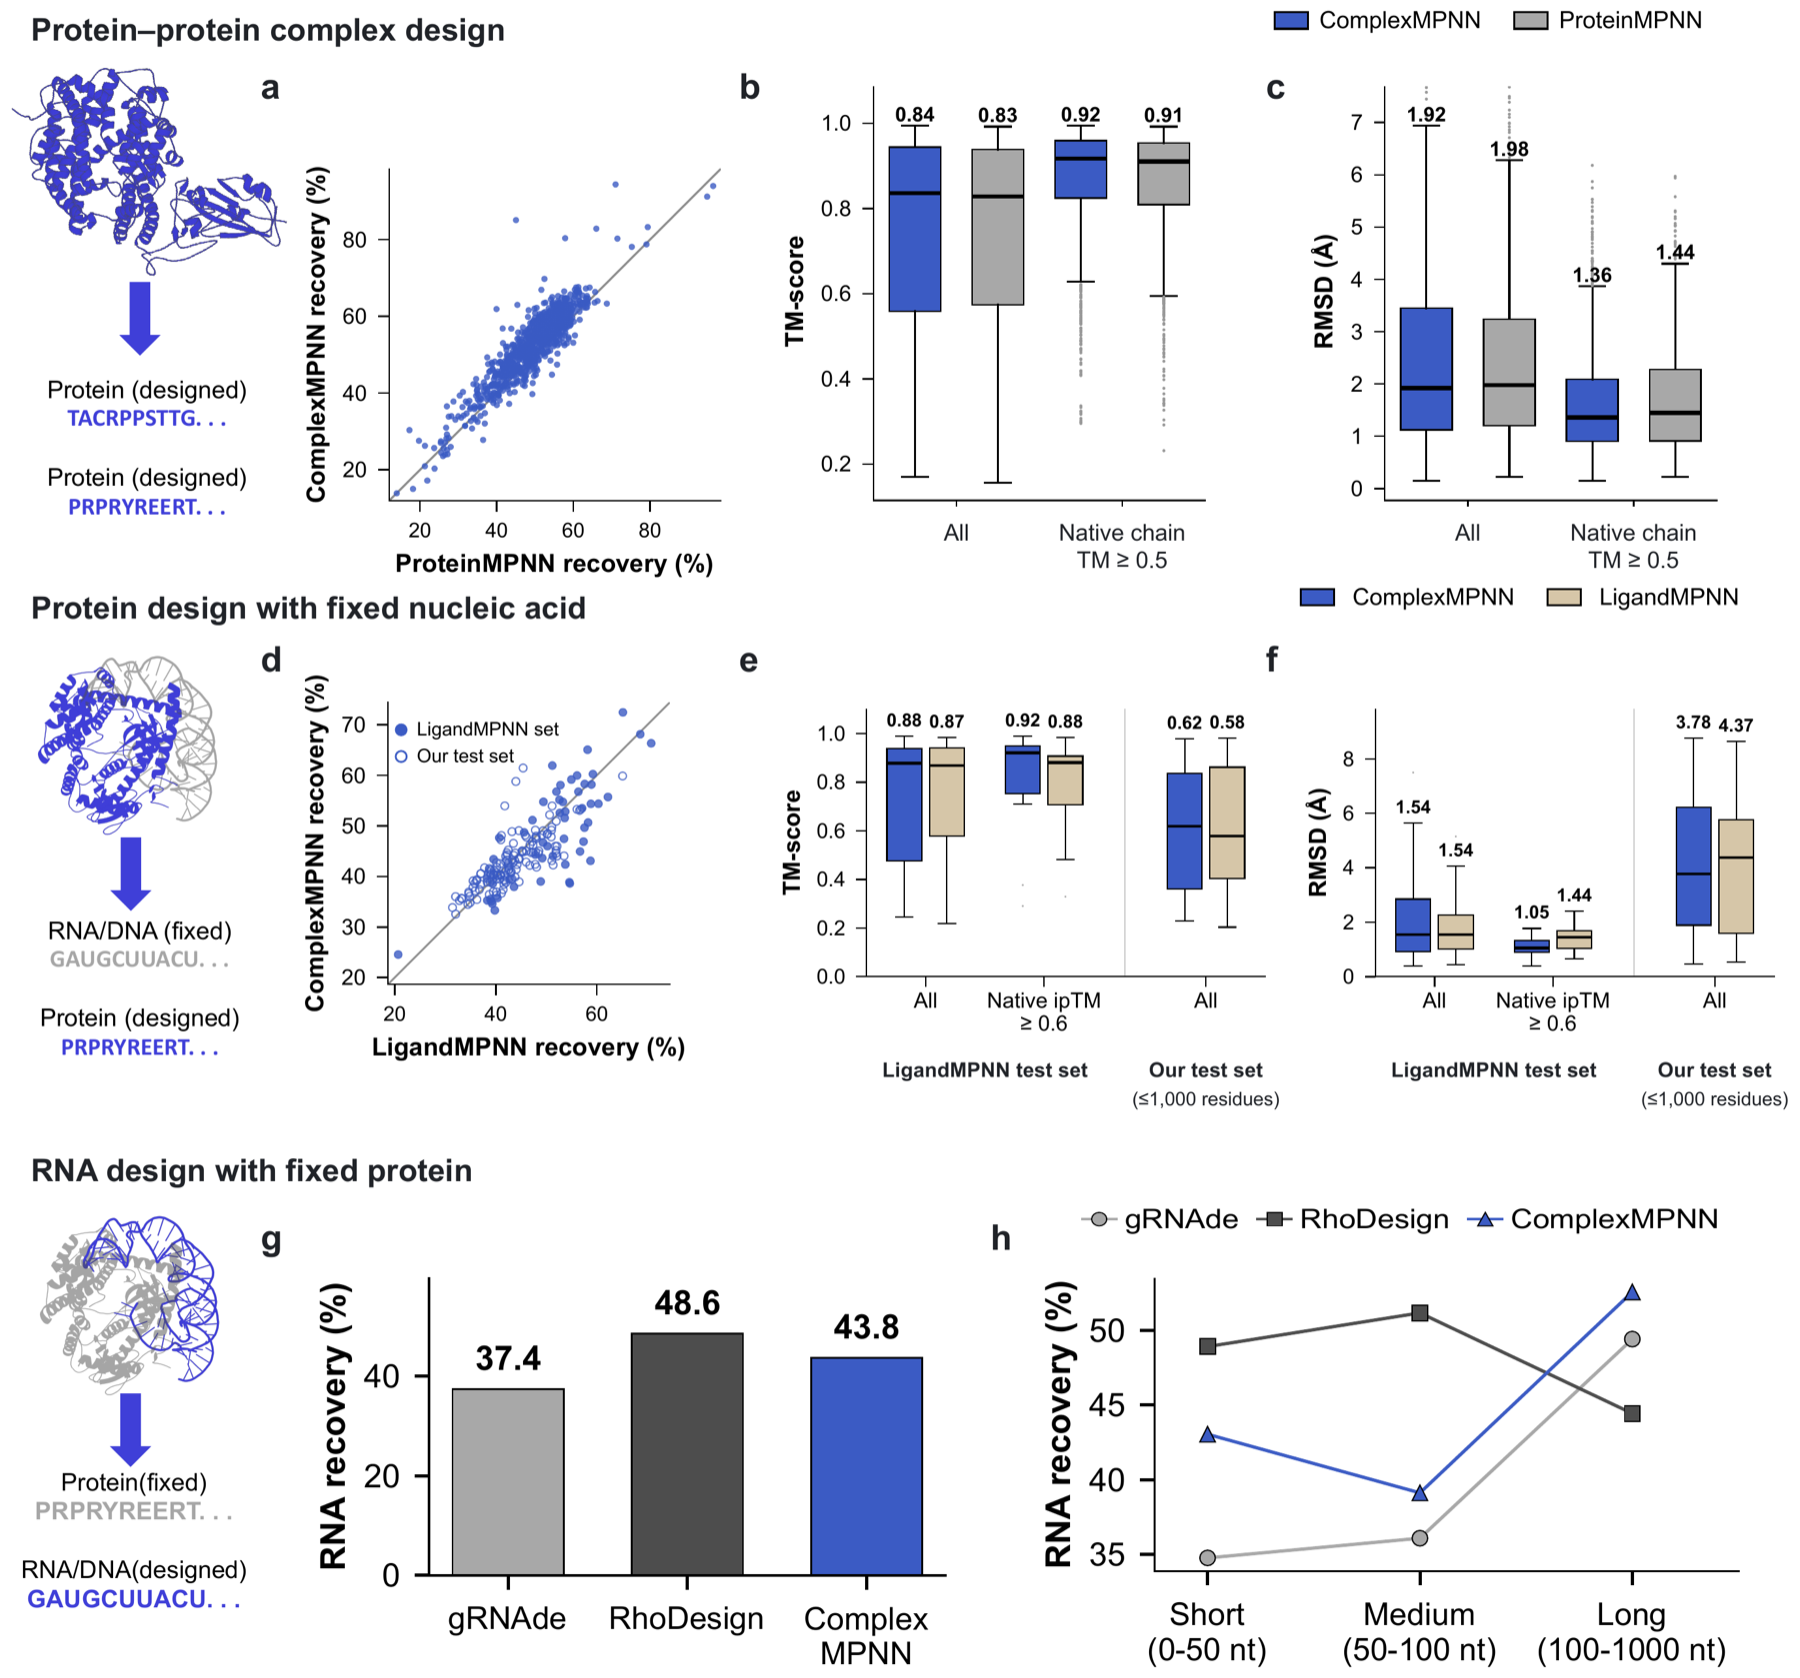 Protein–protein complex design
ComplexMPNN
ProteinMPNN
a
Protein (designed)
TACRPPSTTG. . .
Protein (designed)
PRPRYREERT. . .
ComplexMPNN recovery (%)
80
60
40
20
20 40 60 80
ProteinMPNN recovery (%)
b
TM-score
1.0
0.8
0.6
0.4
0.2
0.84 0.83 0.92 0.91
All
Native chain
TM ≥ 0.5
c
RMSD (Å)
7
6
5
4
3
2
1
0
1.92
1.98
1.36
1.44
All
Native chain
TM ≥ 0.5
Protein design with fixed nucleic acid
ComplexMPNN
LigandMPNN
d
RNA/DNA (fixed)
GAUGCUUACU. . .
Protein (designed)
PRPRYREERT. . .
ComplexMPNN recovery (%)
70
60
50
40
30
20
LigandMPNN set
Our test set
20 40 60
LigandMPNN recovery (%)
e
TM-score
1.0
0.8
0.6
0.4
0.2
0.0
0.88 0.87 0.92 0.88 0.62 0.58
All
Native ipTM
≥ 0.6
All
LigandMPNN test set
Our test set
(≤1,000 residues)
f
RMSD (Å)
8
6
4
2
0
1.54
1.54
1.05
1.44
3.78 4.37
All
Native ipTM
≥ 0.6
All
LigandMPNN test set
Our test set
(≤1,000 residues)
RNA design with fixed protein
g
Protein(fixed)
PRPRYREERT. . .
RNA/DNA(designed)
GAUGCUUACU. . .
RNA recovery (%)
40
20
0
37.4
48.6
43.8
gRNAde
RhoDesign
Complex
MPNN
h
gRNAde
RhoDesign
ComplexMPNN
RNA recovery (%)
50
45
40
35
Short
(0-50 nt)
Medium
(50-100 nt)
Long
(100-1000 nt)